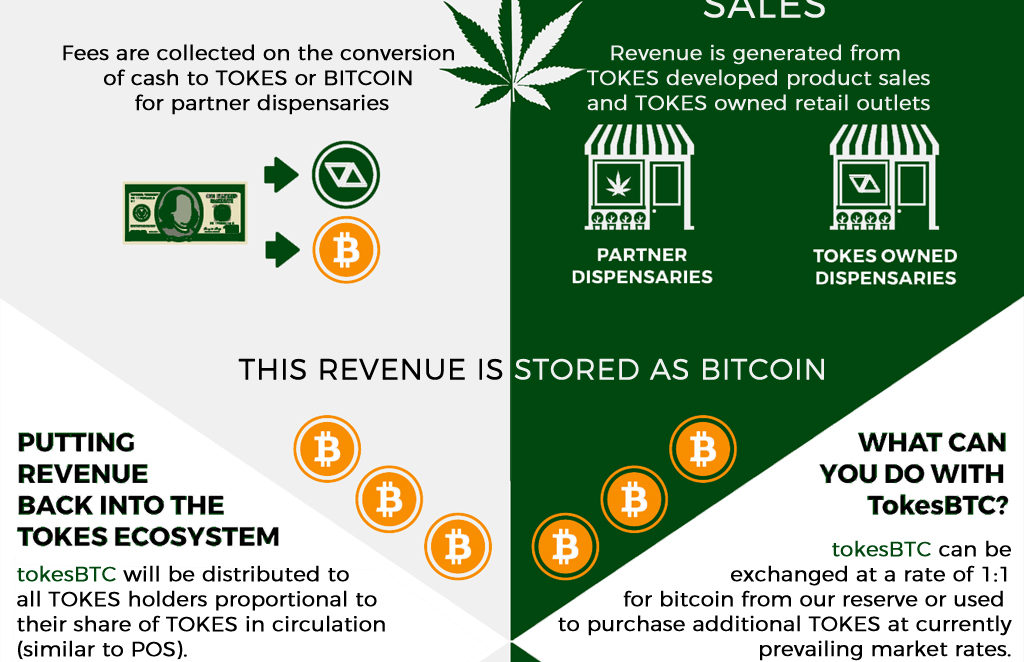 SALES
Fees are collected on the conversion
of cash to TOKES or BITCOIN
for partner dispensaries
Revenue is generated from
TOKES developed product sales
and TOKES owned retail outlets
PARTNER
DISPENSARIES
TOKES OWNED
DISPENSARIES
THIS REVENUE IS STORED AS BITCOIN
PUTTING
REVENUE
BACK INTO THE
TOKES ECOSYSTEM
tokesBTC will be distributed to
all TOKES holders proportional to
their share of TOKES in circulation
(similar to POS).
WHAT CAN
YOU DO WITH
TokesBTC?
tokesBTC can be
exchanged at a rate of 1:1
for bitcoin from our reserve or used
to purchase additional TOKES at currently
prevailing market rates.